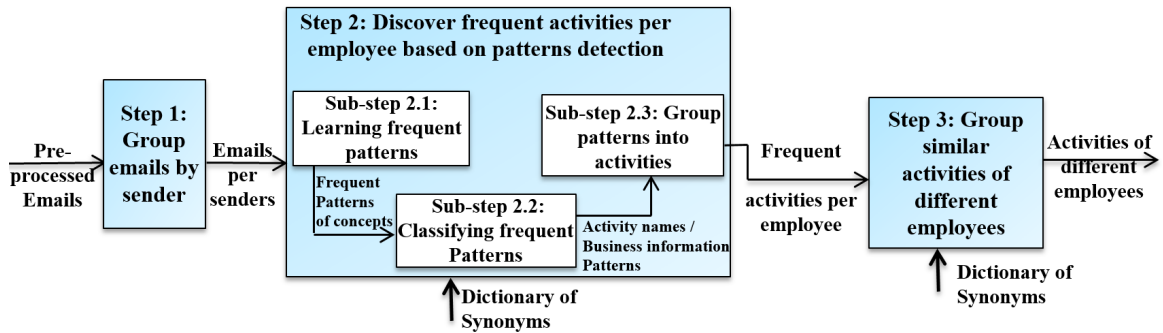 Pre-
processed
Emails
Step 1:
Group
emails by
sender
Emails
per
senders
Step 2: Discover frequent activities per
employee based on patterns detection
Sub-step 2.1:
Learning frequent
patterns
Frequent
Patterns
of concepts
Sub-step 2.2:
Classifying frequent
Patterns
Activity names /
Business information
Patterns
Sub-step 2.3: Group
patterns into
activities
Dictionary of
Synonyms
Frequent
activities per
employee
Step 3: Group
similar
activities of
different
employees
Dictionary of
Synonyms
Activities of
different
employees